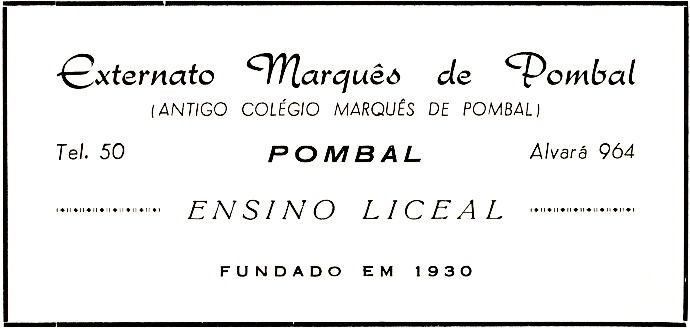 Externato Marquês de Pombal
(ANTIGO COLÉGIO MARQUÊS DE POMBAL)
Tel. 50 POMBAL Alvará 964
ENSINO LICEAL
FUNDADO EM 1930